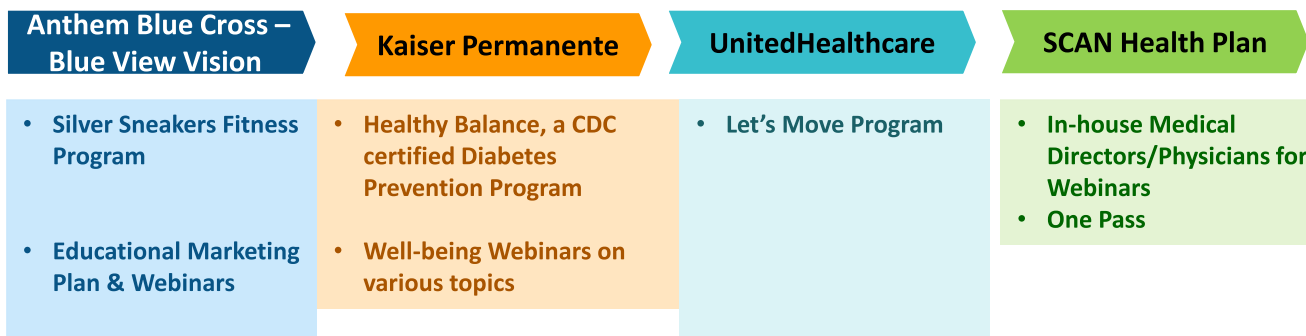 Anthem Blue Cross –
Blue View Vision
Kaiser Permanente
UnitedHealthcare
SCAN Health Plan
• Silver Sneakers Fitness
Program
• Educational Marketing
Plan & Webinars
• Healthy Balance, a CDC
certified Diabetes
Prevention Program
• Well-being Webinars on
various topics
• Let's Move Program
• In-house Medical
Directors/Physicians for
Webinars
• One Pass